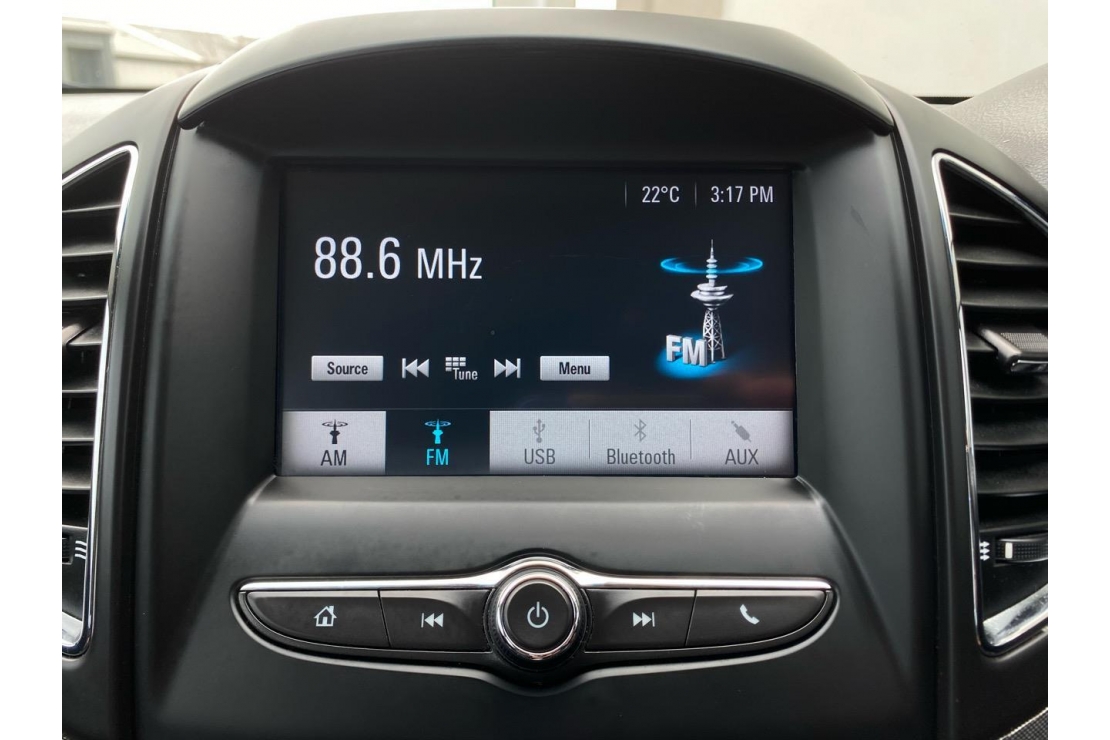 22°C 3:17 PM
88.6 MHz
FM
Source Tune Menu
AM FM USB Bluetooth AUX